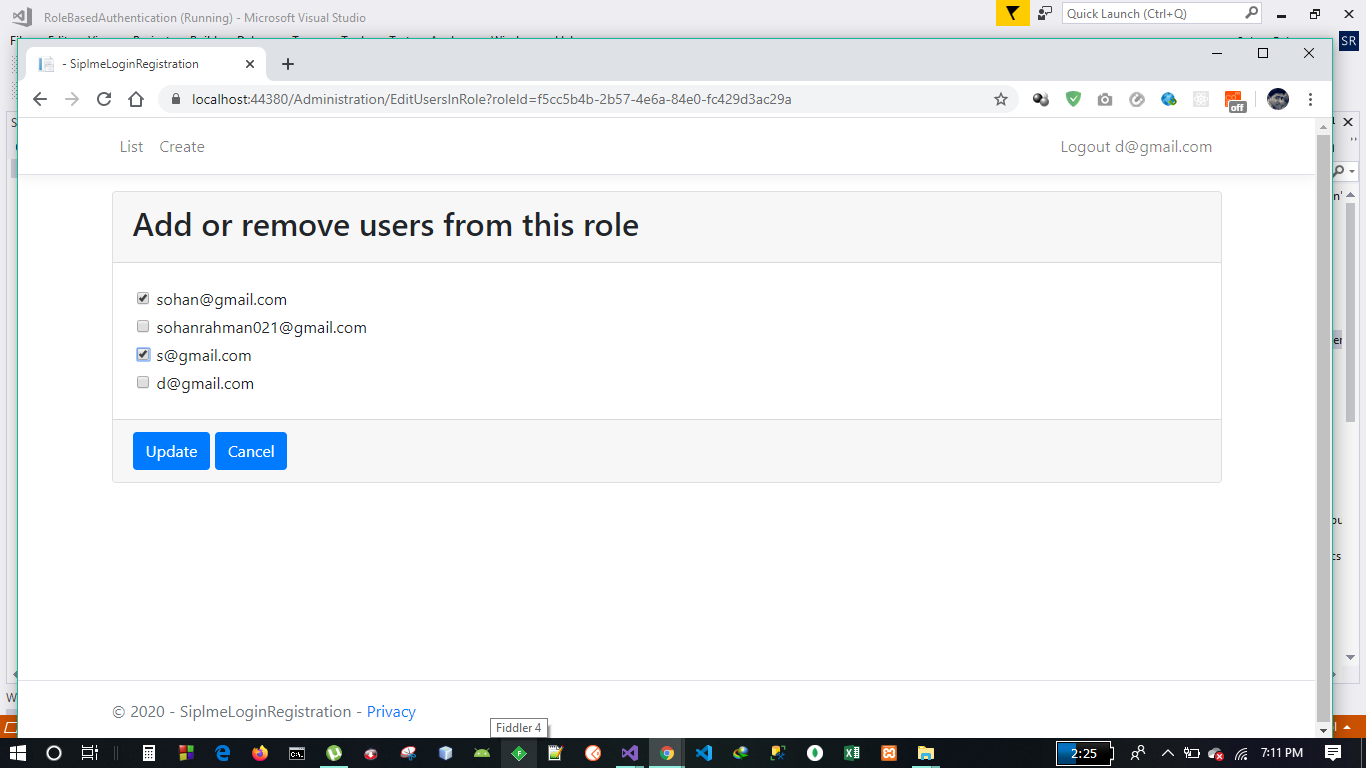 RoleBasedAuthentication (Running) - Microsoft Visual Studio
Quick Launch (Ctrl+Q)
SR
- SiplmeLoginRegistration
localhost:44380/Administration/EditUsersInRole?roleId=f5cc5b4b-2b57-4e6a-84e0-fc429d3ac29a
off
List Create Logout d@gmail.com
Add or remove users from this role
sohan@gmail.com
sohanrahman021@gmail.com
s@gmail.com
d@gmail.com
Update Cancel
© 2020 - SiplmeLoginRegistration - Privacy
Fiddler 4
2:25 7:11 PM